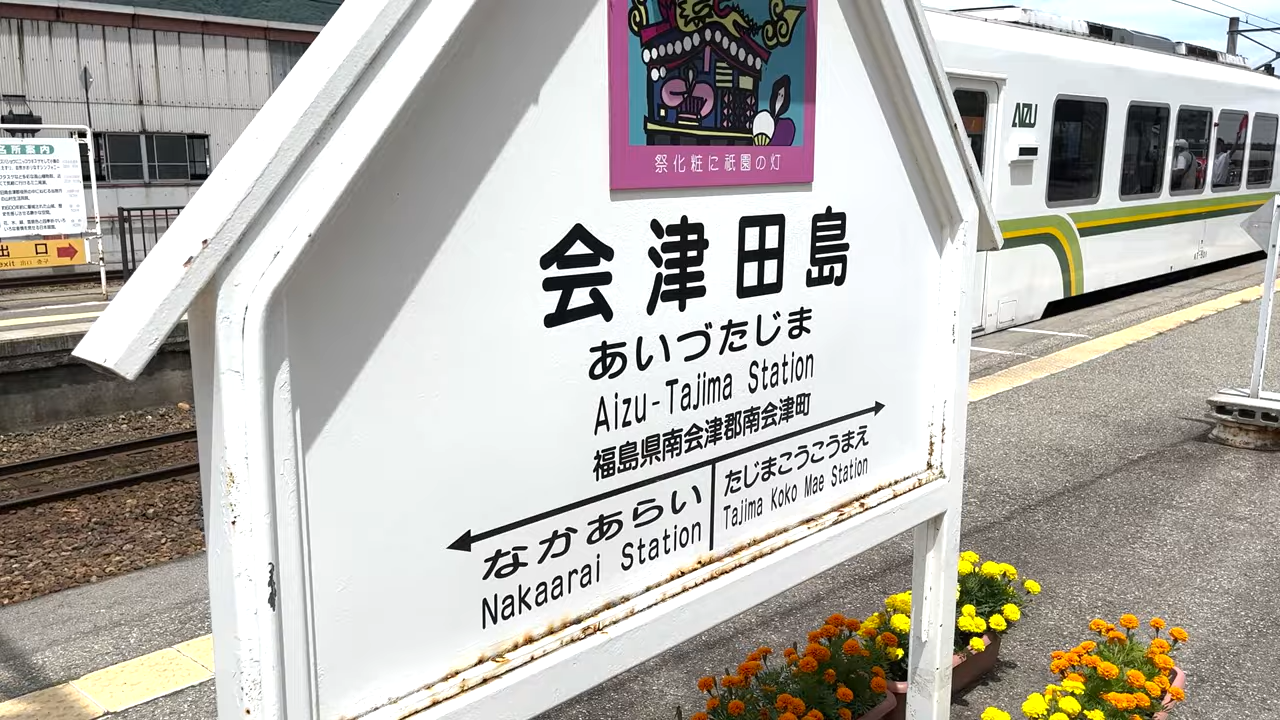 祭化粧に祇園の灯
会津田島
あいづたじま
Aizu-Tajima Station
福島県南会津郡南会津町
なかあらい
Nakaarai Station
たじまこうこうまえ
Tajima Koko Mae Station
AIZU
名所案内
出口